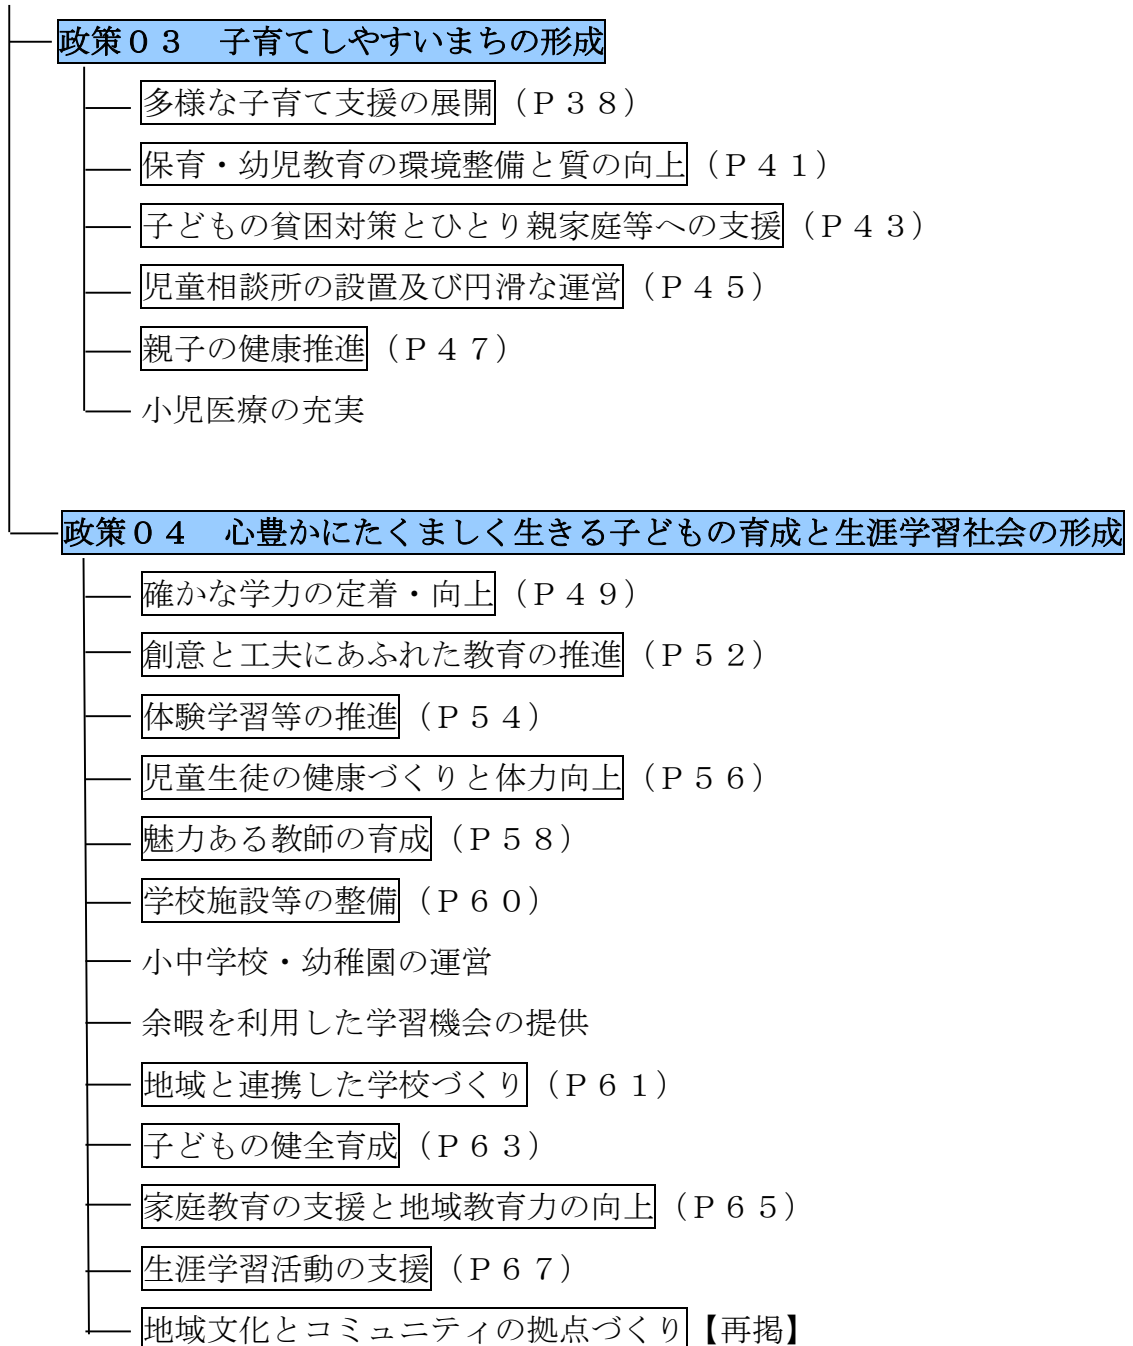 政策０３　子育てしやすいまちの形成
多様な子育て支援の展開（Ｐ３８）
保育・幼児教育の環境整備と質の向上（Ｐ４１）
子どもの貧困対策とひとり親家庭等への支援（Ｐ４３）
児童相談所の設置及び円滑な運営（Ｐ４５）
親子の健康推進（Ｐ４７）
小児医療の充実
政策０４　心豊かにたくましく生きる子どもの育成と生涯学習社会の形成
確かな学力の定着・向上（Ｐ４９）
創意と工夫にあふれた教育の推進（Ｐ５２）
体験学習等の推進（Ｐ５４）
児童生徒の健康づくりと体力向上（Ｐ５６）
魅力ある教師の育成（Ｐ５８）
学校施設等の整備（Ｐ６０）
小中学校・幼稚園の運営
余暇を利用した学習機会の提供
地域と連携した学校づくり（Ｐ６１）
子どもの健全育成（Ｐ６３）
家庭教育の支援と地域教育力の向上（Ｐ６５）
生涯学習活動の支援（Ｐ６７）
地域文化とコミュニティの拠点づくり【再掲】